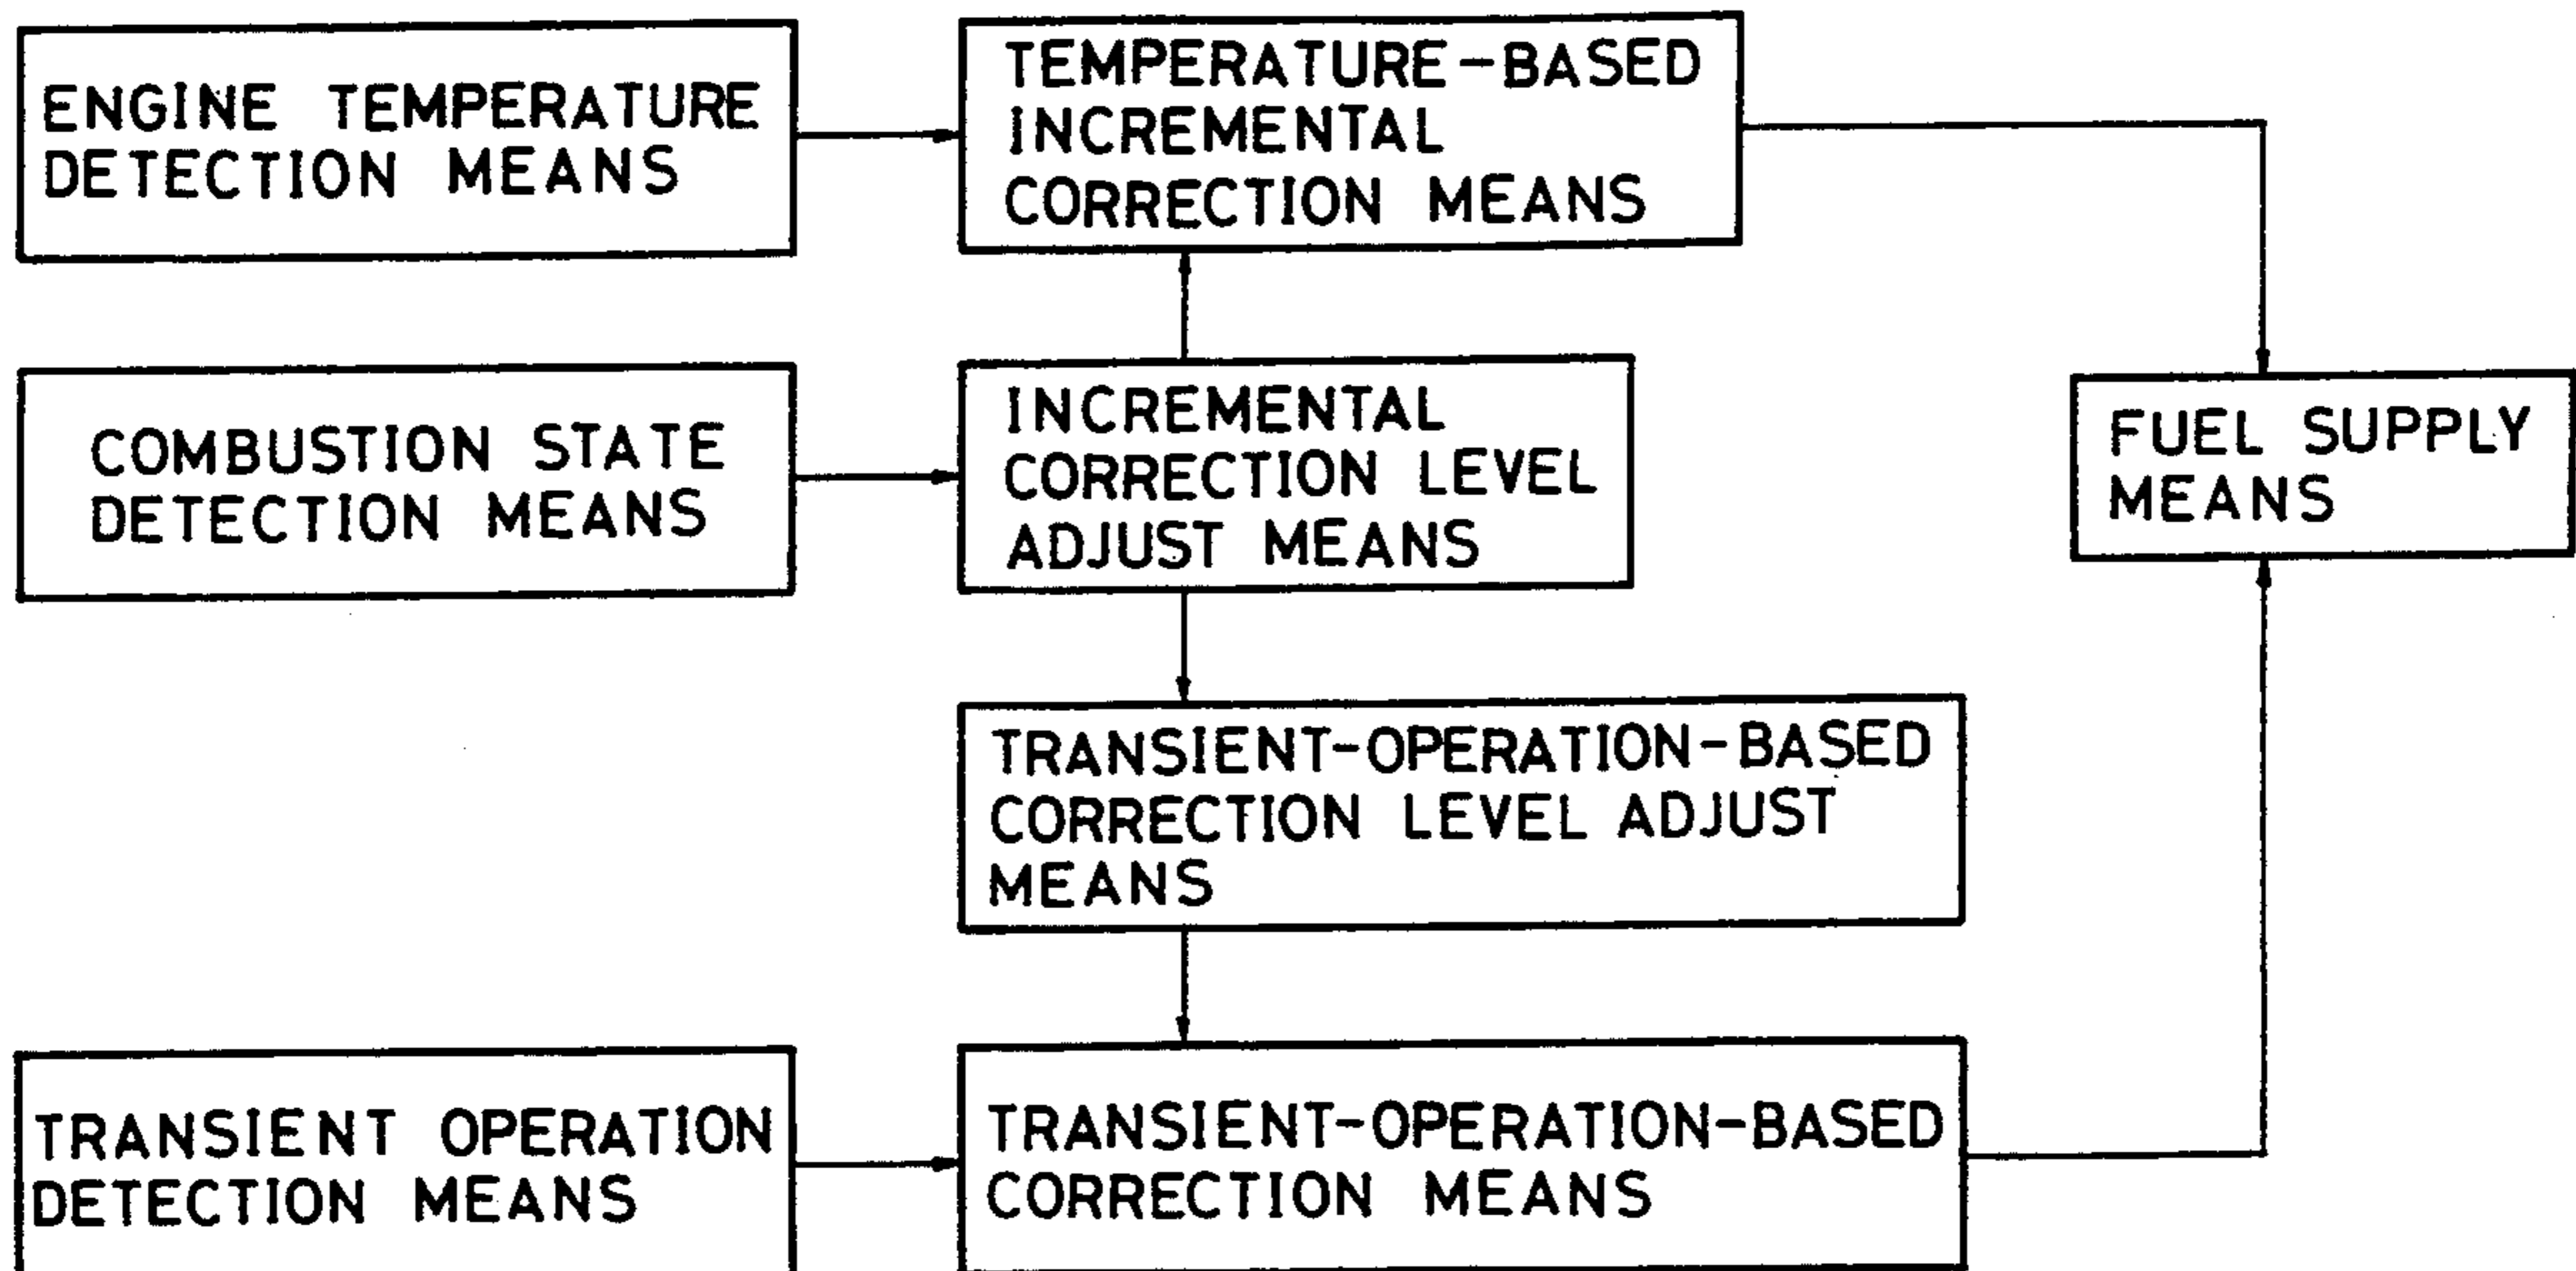 ENGINE TEMPERATURE
DETECTION MEANS
TEMPERATURE-BASED
INCREMENTAL
CORRECTION MEANS
COMBUSTION STATE
DETECTION MEANS
INCREMENTAL
CORRECTION LEVEL
ADJUST MEANS
FUEL SUPPLY
MEANS
TRANSIENT-OPERATION-BASED
CORRECTION LEVEL ADJUST
MEANS
TRANSIENT OPERATION
DETECTION MEANS
TRANSIENT-OPERATION-BASED
CORRECTION MEANS